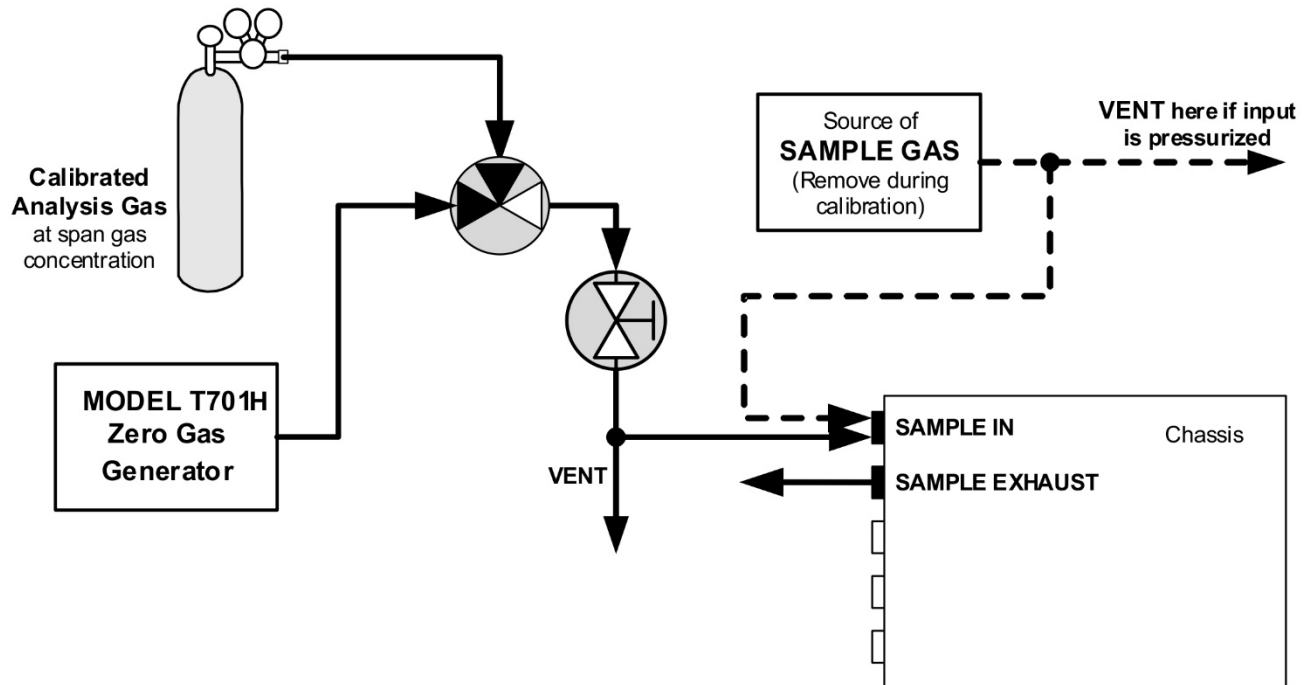 Calibrated
Analysis Gas
at span gas
concentration
MODEL T701H
Zero Gas
Generator
VENT
Source of
SAMPLE GAS
(Remove during
calibration)
VENT here if input
is pressurized
SAMPLE IN
Chassis
SAMPLE EXHAUST